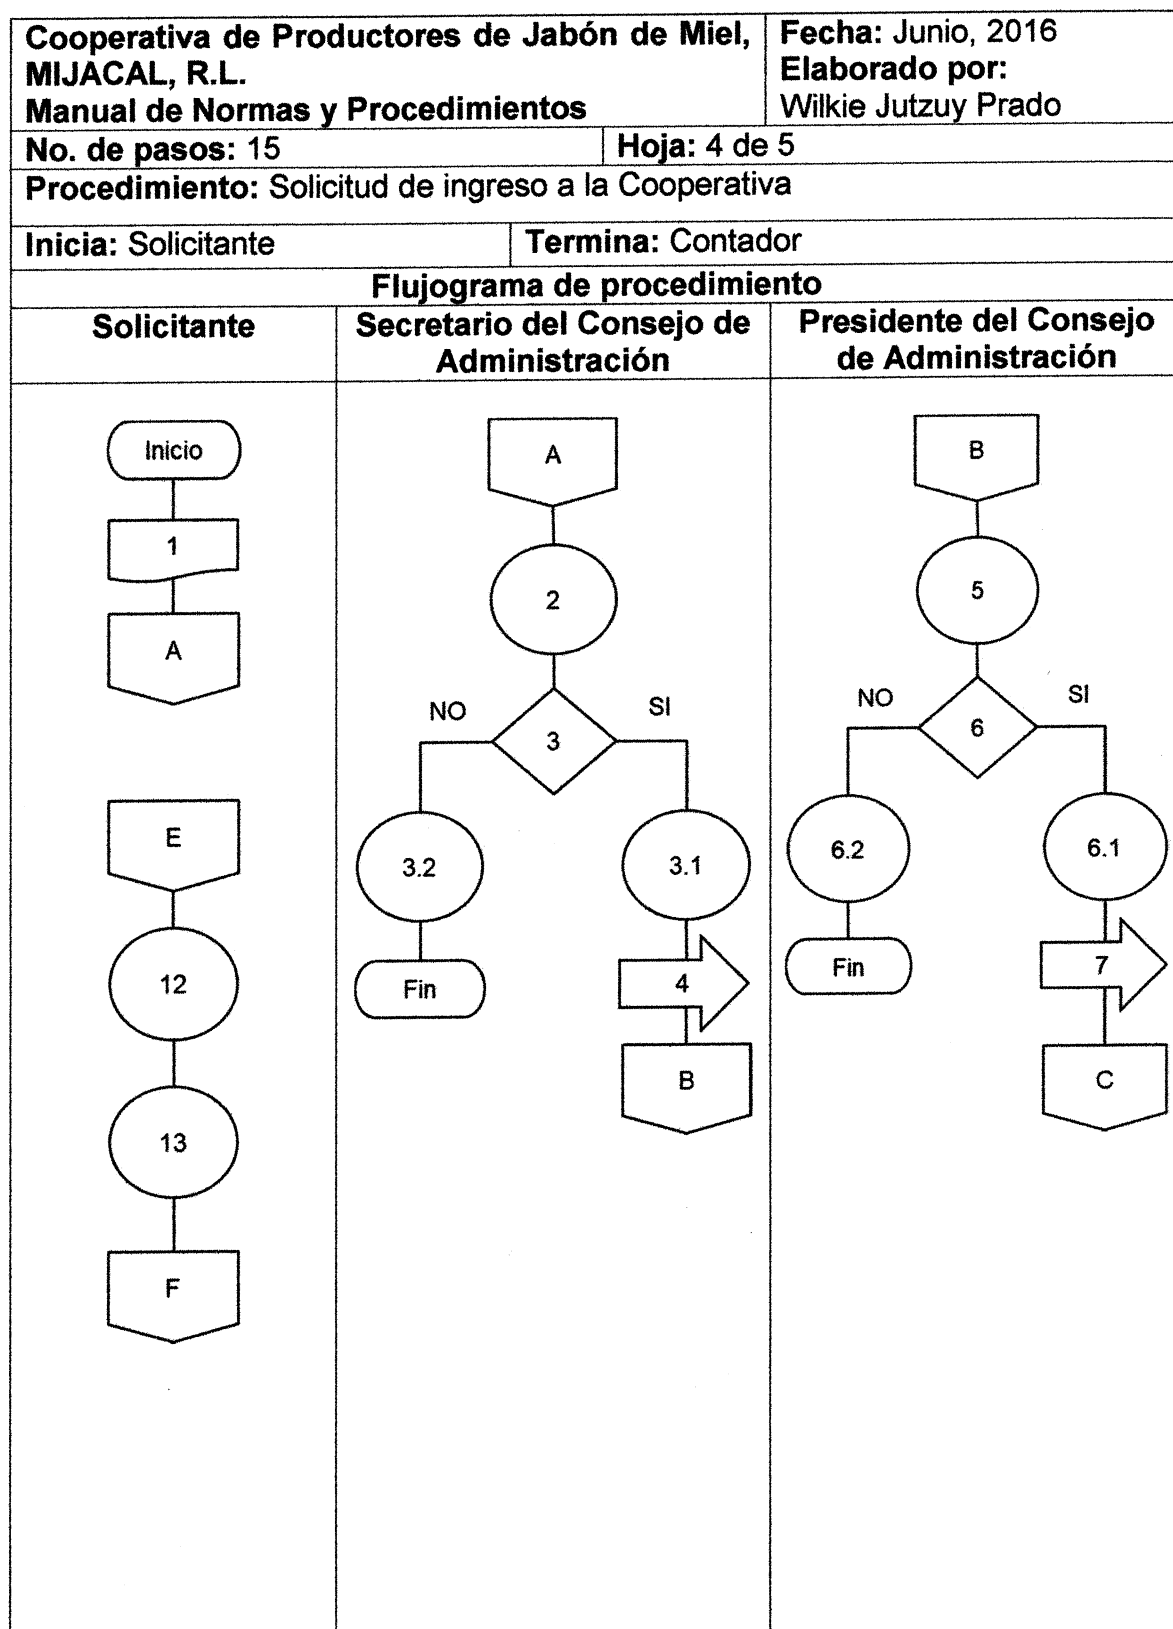 Cooperativa de Productores de Jabón de Miel,
MIJACAL, R.L.
Manual de Normas y Procedimientos
Fecha: Junio, 2016
Elaborado por:
Wilkie Jutzuy Prado
No. de pasos: 15
Hoja: 4 de 5
Procedimiento: Solicitud de ingreso a la Cooperativa
Inicia: Solicitante
Termina: Contador
Flujograma de procedimiento
Solicitante
Secretario del Consejo de
Administración
Presidente del Consejo
de Administración
Inicio
1
A
E
12
13
F
A
2
3
NO
SI
3.2
3.1
Fin
4
B
B
5
6
NO
SI
6.2
6.1
Fin
7
C